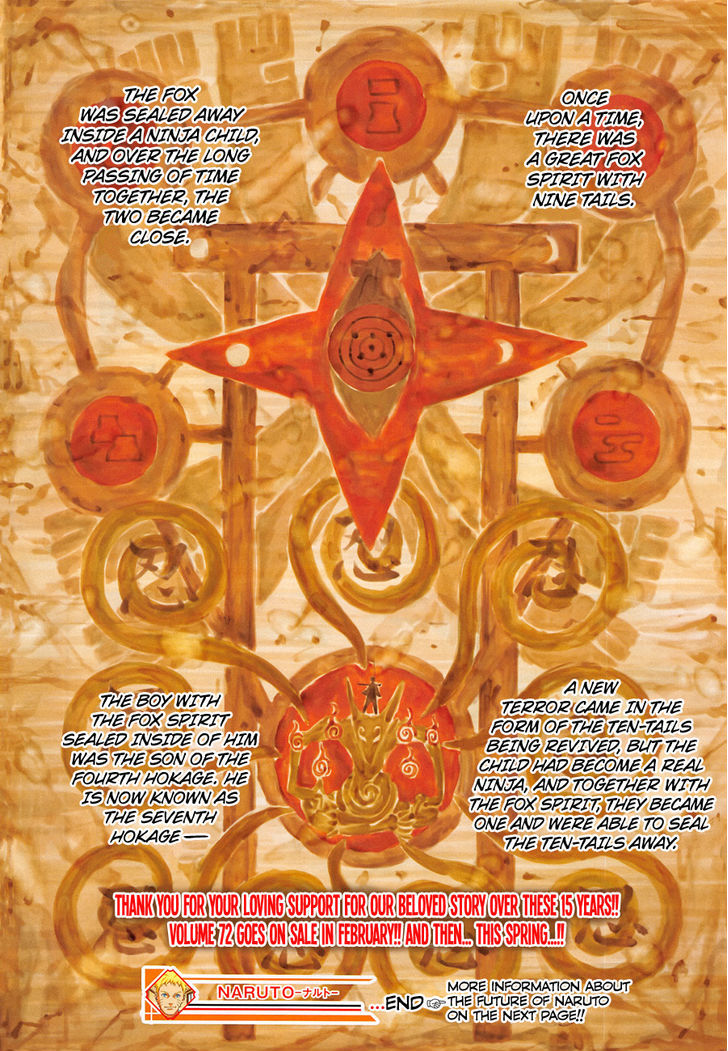 ONCE
UPON A TIME,
THERE WAS
A GREAT FOX
SPIRIT WITH
NINE TAILS.
THE FOX
WAS SEALED AWAY
INSIDE A NINJA CHILD,
AND OVER THE LONG
PASSING OF TIME
TOGETHER, THE
TWO BECAME
CLOSE.
忍
忍
忍
A NEW
TERROR CAME IN THE
FORM OF THE TEN-TAILS
BEING REVIVED, BUT THE
CHILD HAD BECOME A REAL
NINJA, AND TOGETHER WITH
THE FOX SPIRIT, THEY BECAME
ONE AND WERE ABLE TO SEAL
THE TEN-TAILS AWAY.
THE BOY WITH
THE FOX SPIRIT
SEALED INSIDE OF HIM
WAS THE SON OF THE
FOURTH HOKAGE. HE
IS NOW KNOWN AS
THE SEVENTH
HOKAGE —
THANK YOU FOR YOUR LOVING SUPPORT FOR OUR BELOVED STORY OVER THESE 15 YEARS!!
VOLUME 72 GOES ON SALE IN FEBRUARY!! AND THEN... THIS SPRING...!!
NARUTO-ナルト-
...END ☞ MORE INFORMATION ABOUT
THE FUTURE OF NARUTO
ON THE NEXT PAGE!!